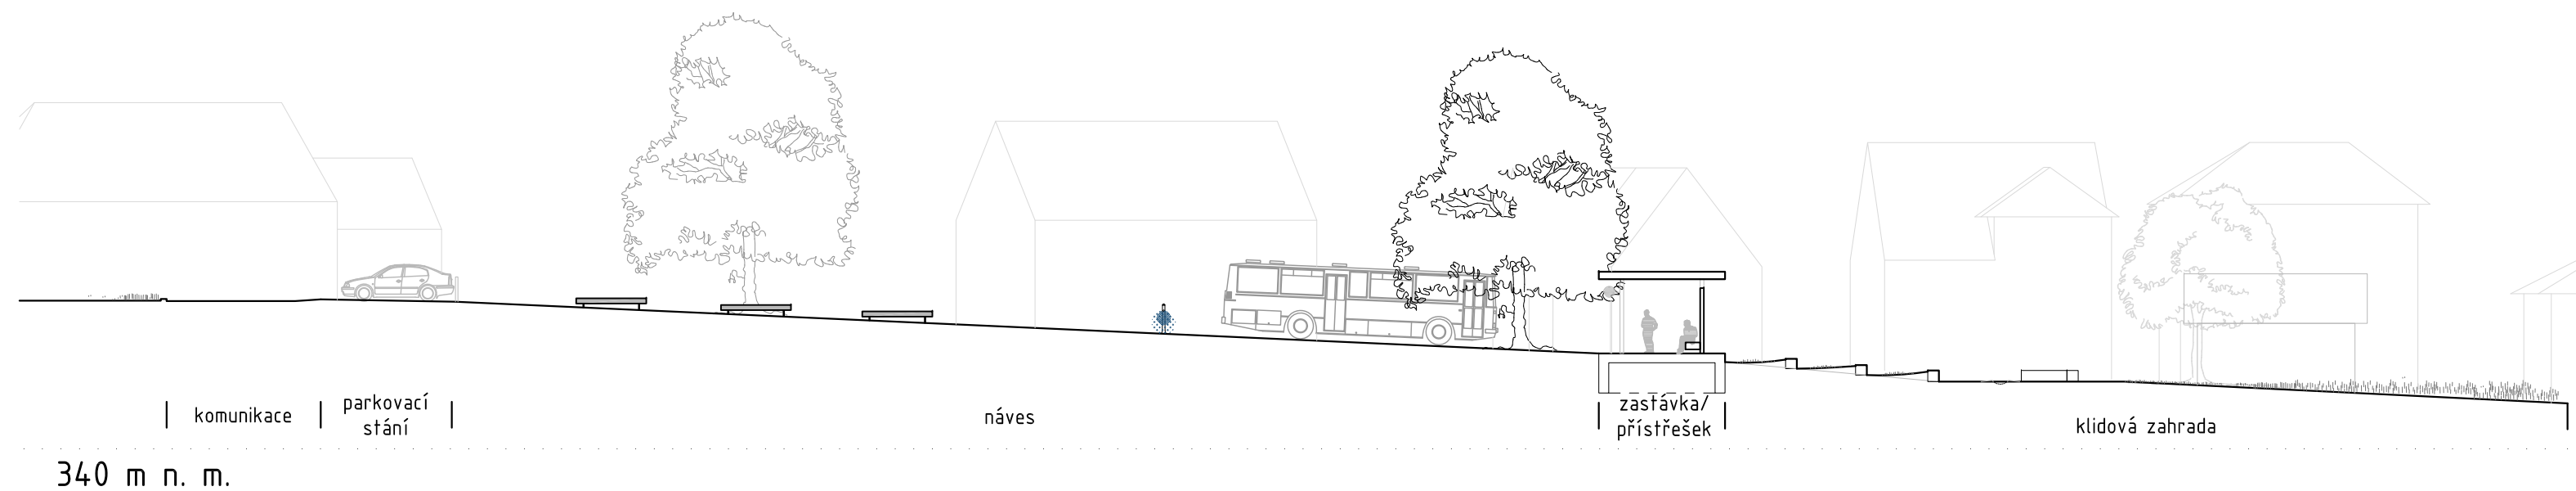 komunikace
parkovací
stání
náves
zastávka/
přístřešek
klidová zahrada
340 m n. m.